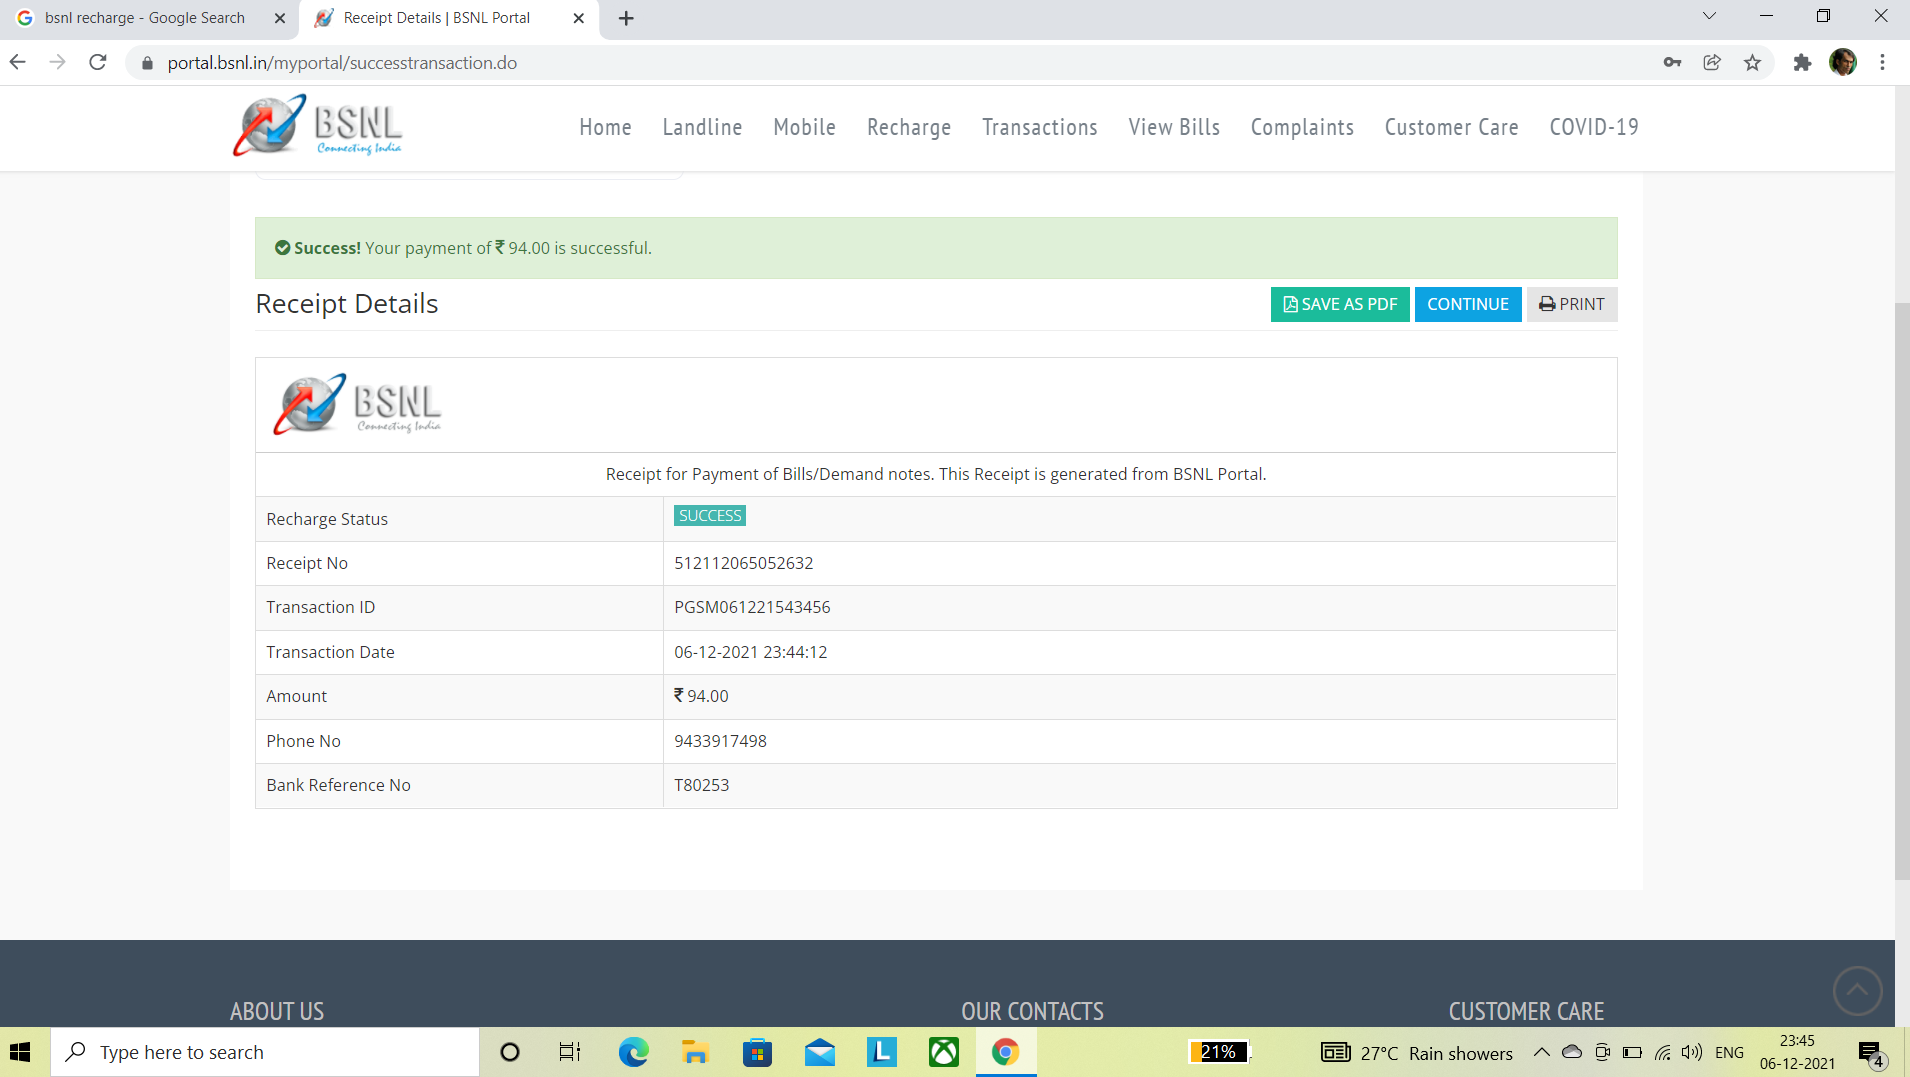 bsnl recharge - Google Search
Receipt Details | BSNL Portal
portal.bsnl.in/myportal/successtransaction.do
BSNL
Connecting India
Home Landline Mobile Recharge Transactions View Bills Complaints Customer Care COVID-19
Success! Your payment of ₹ 94.00 is successful.
Receipt Details
SAVE AS PDF CONTINUE PRINT
BSNL
Connecting India
Receipt for Payment of Bills/Demand notes. This Receipt is generated from BSNL Portal.
Recharge Status SUCCESS
Receipt No 512112065052632
Transaction ID PGSM061221543456
Transaction Date 06-12-2021 23:44:12
Amount ₹ 94.00
Phone No 9433917498
Bank Reference No T80253
ABOUT US OUR CONTACTS CUSTOMER CARE
Type here to search
L
21%
27°C Rain showers
ENG
23:45
06-12-2021
4